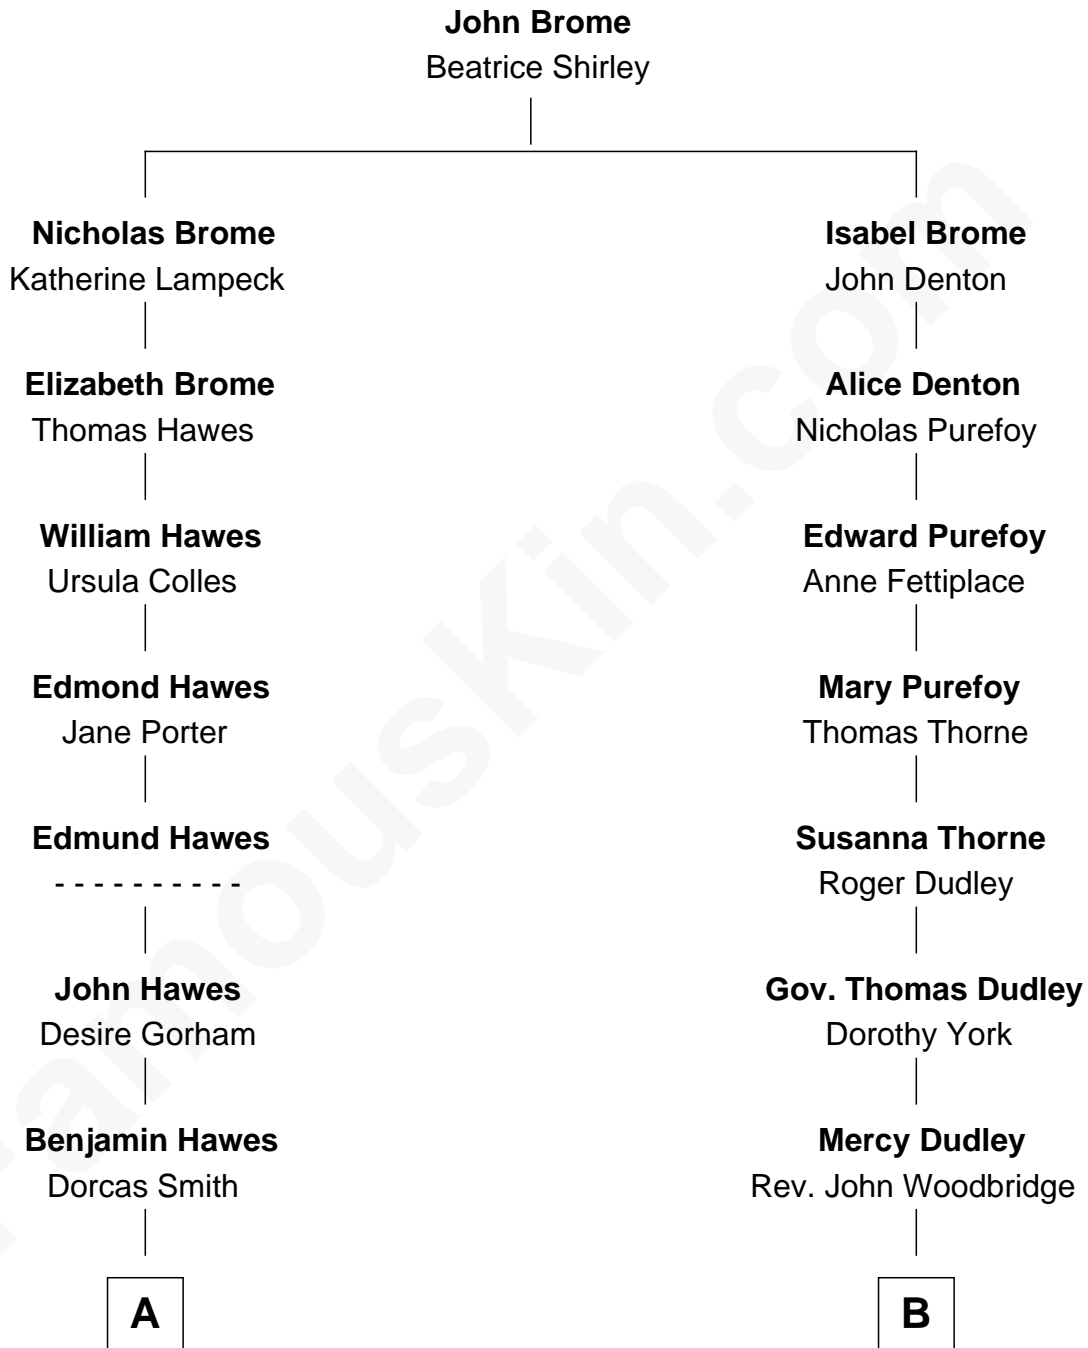 John Brome
Beatrice Shirley
Nicholas Brome
Katherine Lampeck
Elizabeth Brome
Thomas Hawes
William Hawes
Ursula Colles
Edmond Hawes
Jane Porter
Edmund Hawes
- - - - - - - - - -
John Hawes
Desire Gorham
Benjamin Hawes
Dorcas Smith
A
Isabel Brome
John Denton
Alice Denton
Nicholas Purefoy
Edward Purefoy
Anne Fettiplace
Mary Purefoy
Thomas Thorne
Susanna Thorne
Roger Dudley
Gov. Thomas Dudley
Dorothy York
Mercy Dudley
Rev. John Woodbridge
B
FamousKin.com